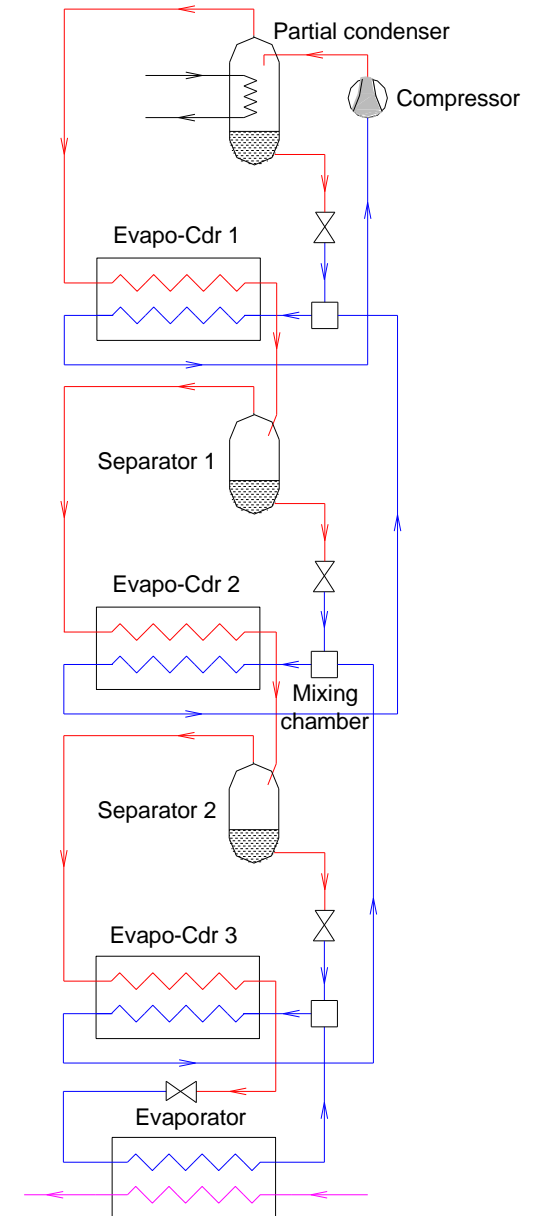 Partial condenser
Compressor
Evapo-Cdr 1
Separator 1
Evapo-Cdr 2
Mixing
chamber
Separator 2
Evapo-Cdr 3
Evaporator